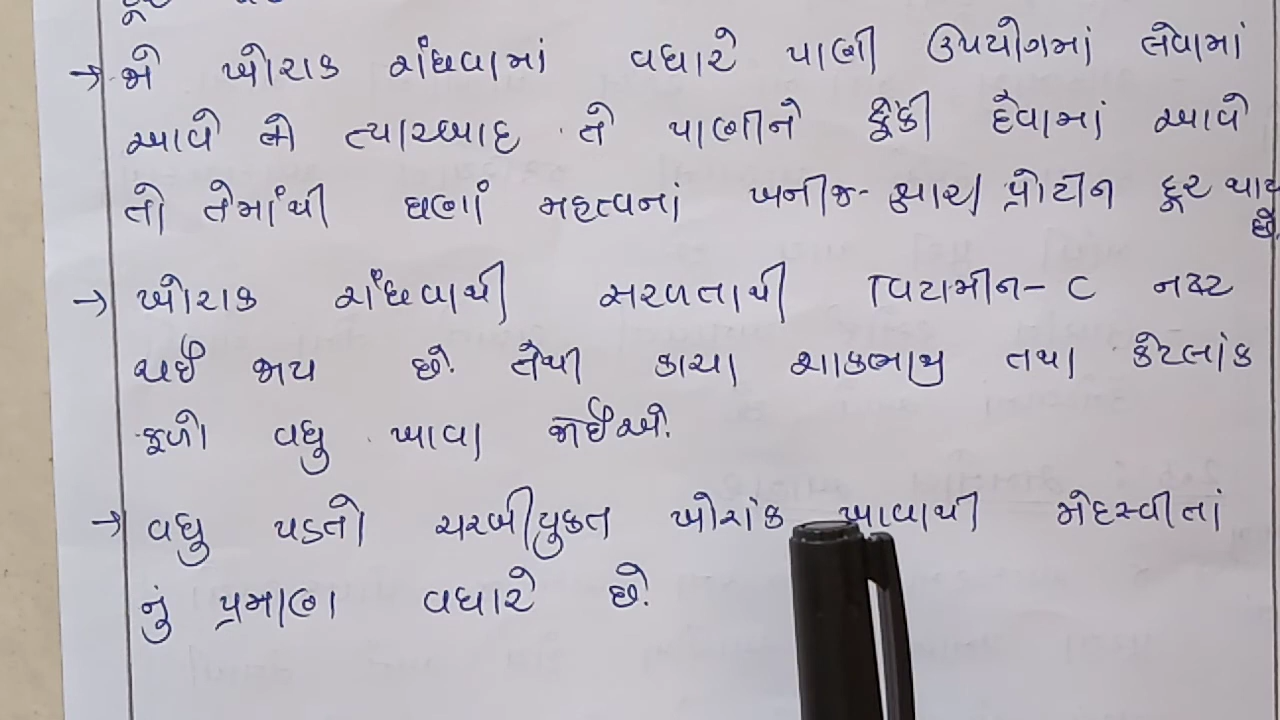 → જો ખોરાક રાંધવામાં વધારે પાણી ઉપયોગમાં લેવામાં
આવે જો ત્યારબાદ તે પાણીને ફેંકી દેવામાં આવે
તો તેમાંથી ઘણાં મહત્વનાં ખનીજ-ક્ષાર/પ્રોટીન દૂર થાય
છે.
→ ખોરાક રાંધવાથી સરળતાથી વિટામીન-C નષ્ટ
થઈ જાય છે. તેથી કાચા શાકભાજી તથા કેટલાંક
ફળો વધુ ખાવા જોઈએ.
→ વધુ પડતો ચરબીયુકત ખોરાંક ખાવાથી મેદસ્વીતાં
નું પ્રમાણ વધારે છે.